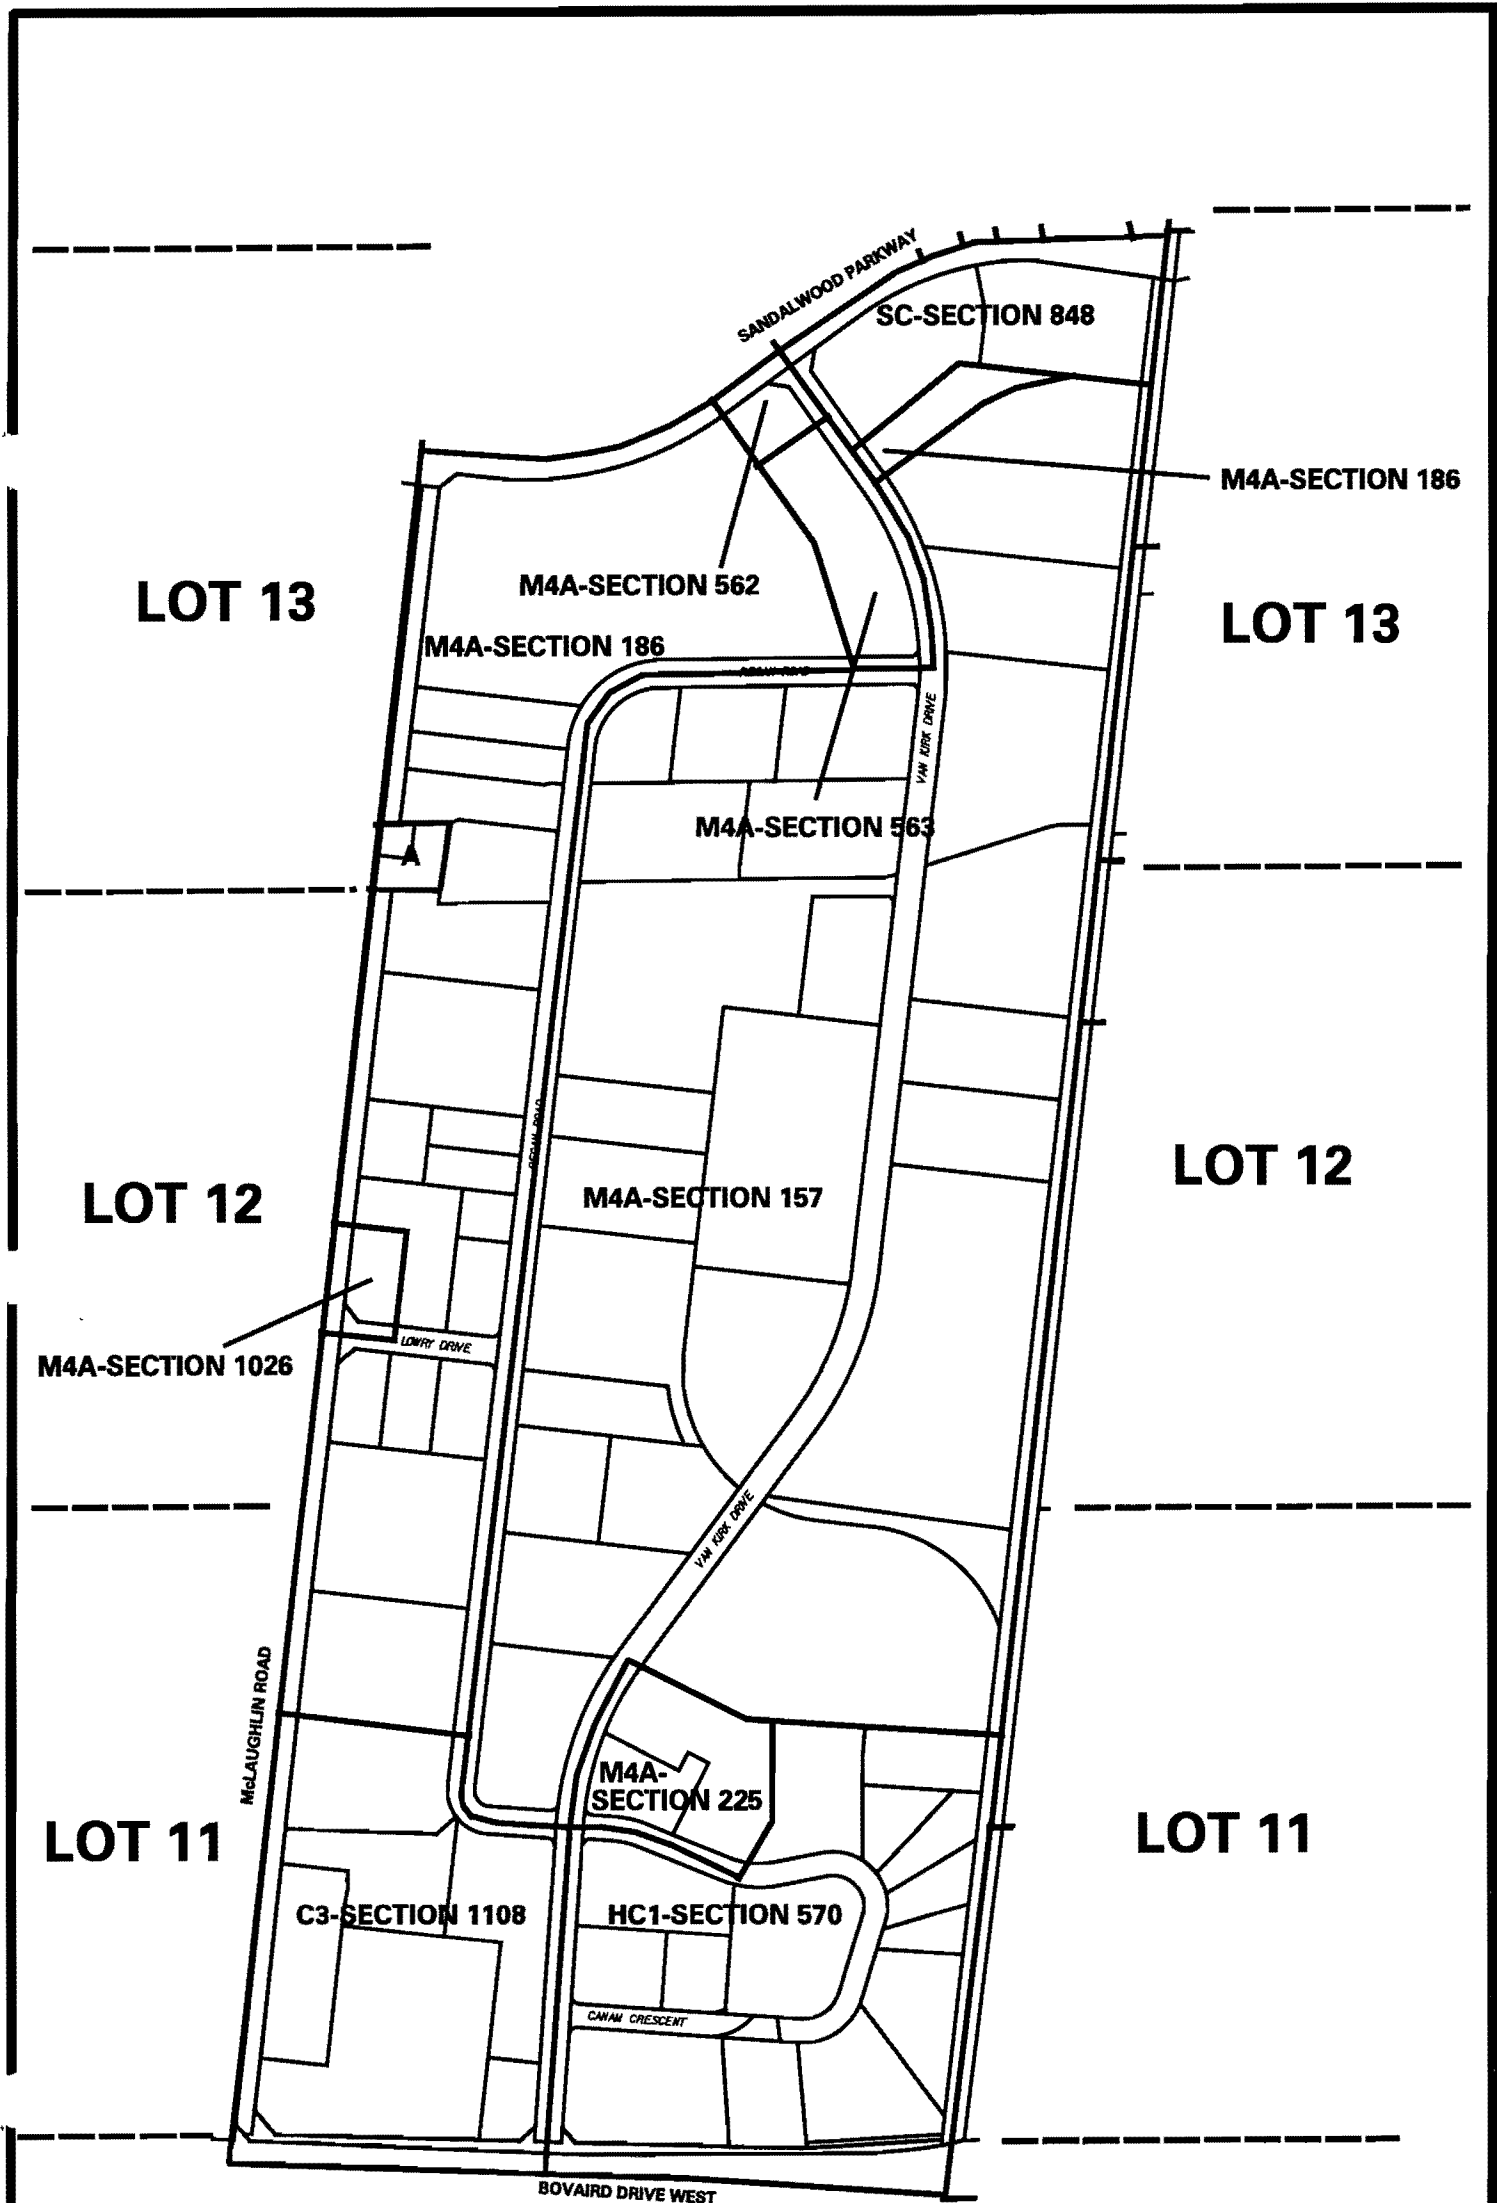 SANDALWOOD PARKWAY
SC-SECTION 848
M4A-SECTION 186
M4A-SECTION 562
LOT 13
LOT 13
M4A-SECTION 186
VAN KIRK DRIVE
M4A-SECTION 563
A
LOT 12
M4A-SECTION 157
LOT 12
LOWRY DRIVE
M4A-SECTION 1026
VAN KIRK DRIVE
McLAUGHLIN ROAD
M4A-
SECTION 225
LOT 11
LOT 11
C3-SECTION 1108
HC1-SECTION 570
CANAM CRESCENT
BOVAIRD DRIVE WEST